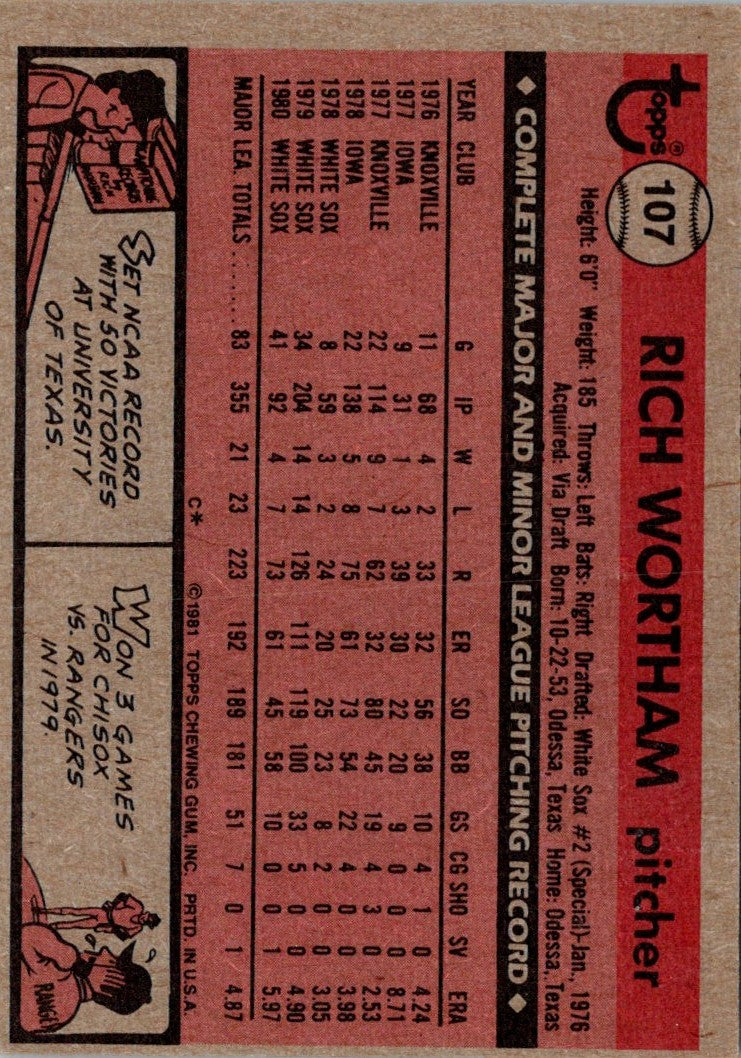 topps®
107
RICH WORTHAM pitcher
Height: 6'0" Weight: 185 Throws: Left Bats: Right Drafted: White Sox #2 (Special)-Jan., 1976
Acquired: Via Draft Born: 10-22-53, Odessa, Texas Home: Odessa, Texas
◆ COMPLETE MAJOR AND MINOR LEAGUE PITCHING RECORD ◆
YEAR CLUB G IP W L R ER SO BB GS CG SHO SV ERA
1976 KNOXVILLE 11 68 4 2 33 32 56 38 10 4 1 0 4.24
1977 IOWA 9 31 1 3 39 30 22 20 9 0 0 0 8.71
1977 KNOXVILLE 22 114 9 7 62 32 80 45 19 4 3 0 2.53
1978 IOWA 22 138 5 8 75 61 73 54 22 4 0 0 3.98
1978 WHITE SOX 8 59 3 2 24 20 25 23 8 2 0 0 3.05
1979 WHITE SOX 34 204 14 14 126 111 119 100 33 5 0 0 4.90
1980 WHITE SOX 41 92 4 7 73 61 45 58 10 0 0 1 5.97
MAJOR LEA. TOTALS ...... 83 355 21 23 223 192 189 181 51 7 0 1 4.87
C* ©1981 TOPPS CHEWING GUM, INC. PRTD. IN U.S.A.
RECORDS
by
RICH
WORTHAM
SET NCAA RECORD
WITH 50 VICTORIES
AT UNIVERSITY
OF TEXAS.
WON 3 GAMES
FOR CHISOX
VS. RANGERS
IN 1979.
?